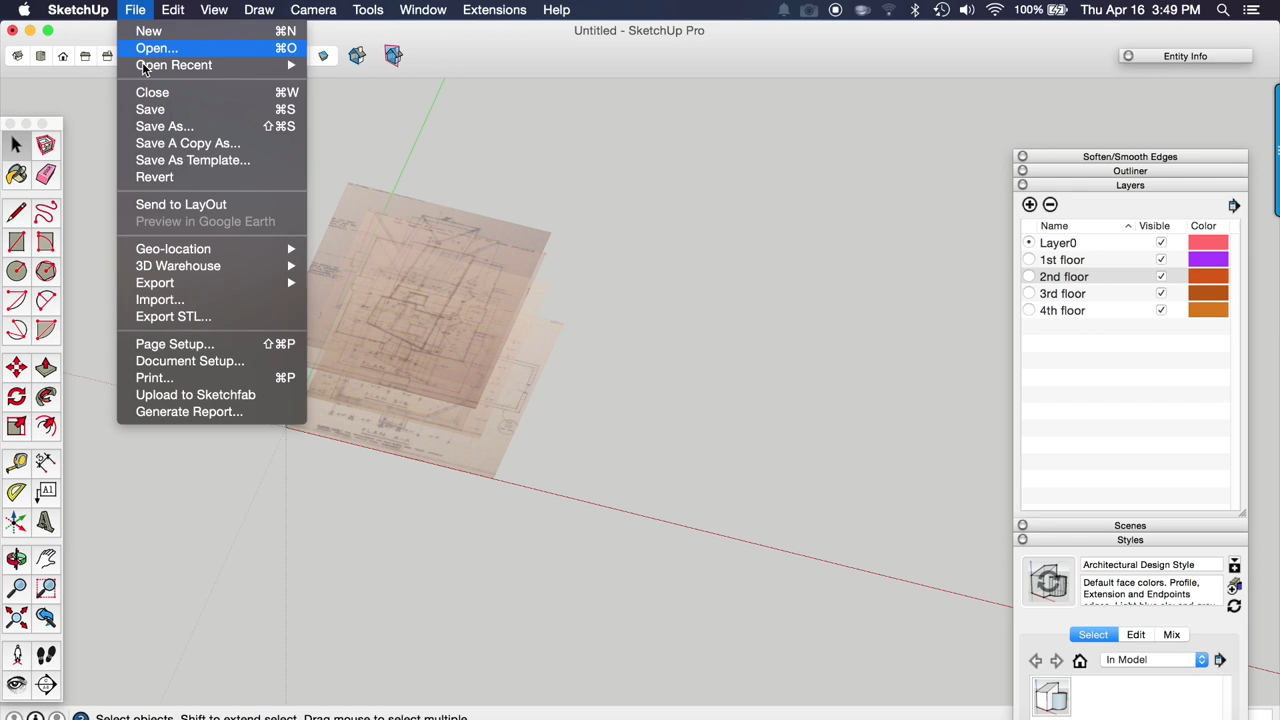 SketchUp File Edit View Draw Camera Tools Window Extensions Help 100% Thu Apr 16 3:49 PM
Untitled - SketchUp Pro
New ⌘N
Open... ⌘O
Open Recent
Close ⌘W
Save ⌘S
Save As... ⇧⌘S
Save A Copy As...
Save As Template...
Revert
Send to LayOut
Preview in Google Earth
Geo-location
3D Warehouse
Export
Import...
Export STL...
Page Setup... ⇧⌘P
Document Setup...
Print... ⌘P
Upload to Sketchfab
Generate Report...
A1
Entity Info
Soften/Smooth Edges
Outliner
Layers
Name Visible Color
Layer0
1st floor
2nd floor
3rd floor
4th floor
Scenes
Styles
Architectural Design Style
Default face colors. Profile,
Extension and Endpoints
Select Edit Mix
In Model
Select objects. Shift to extend select. Drag mouse to select multiple.